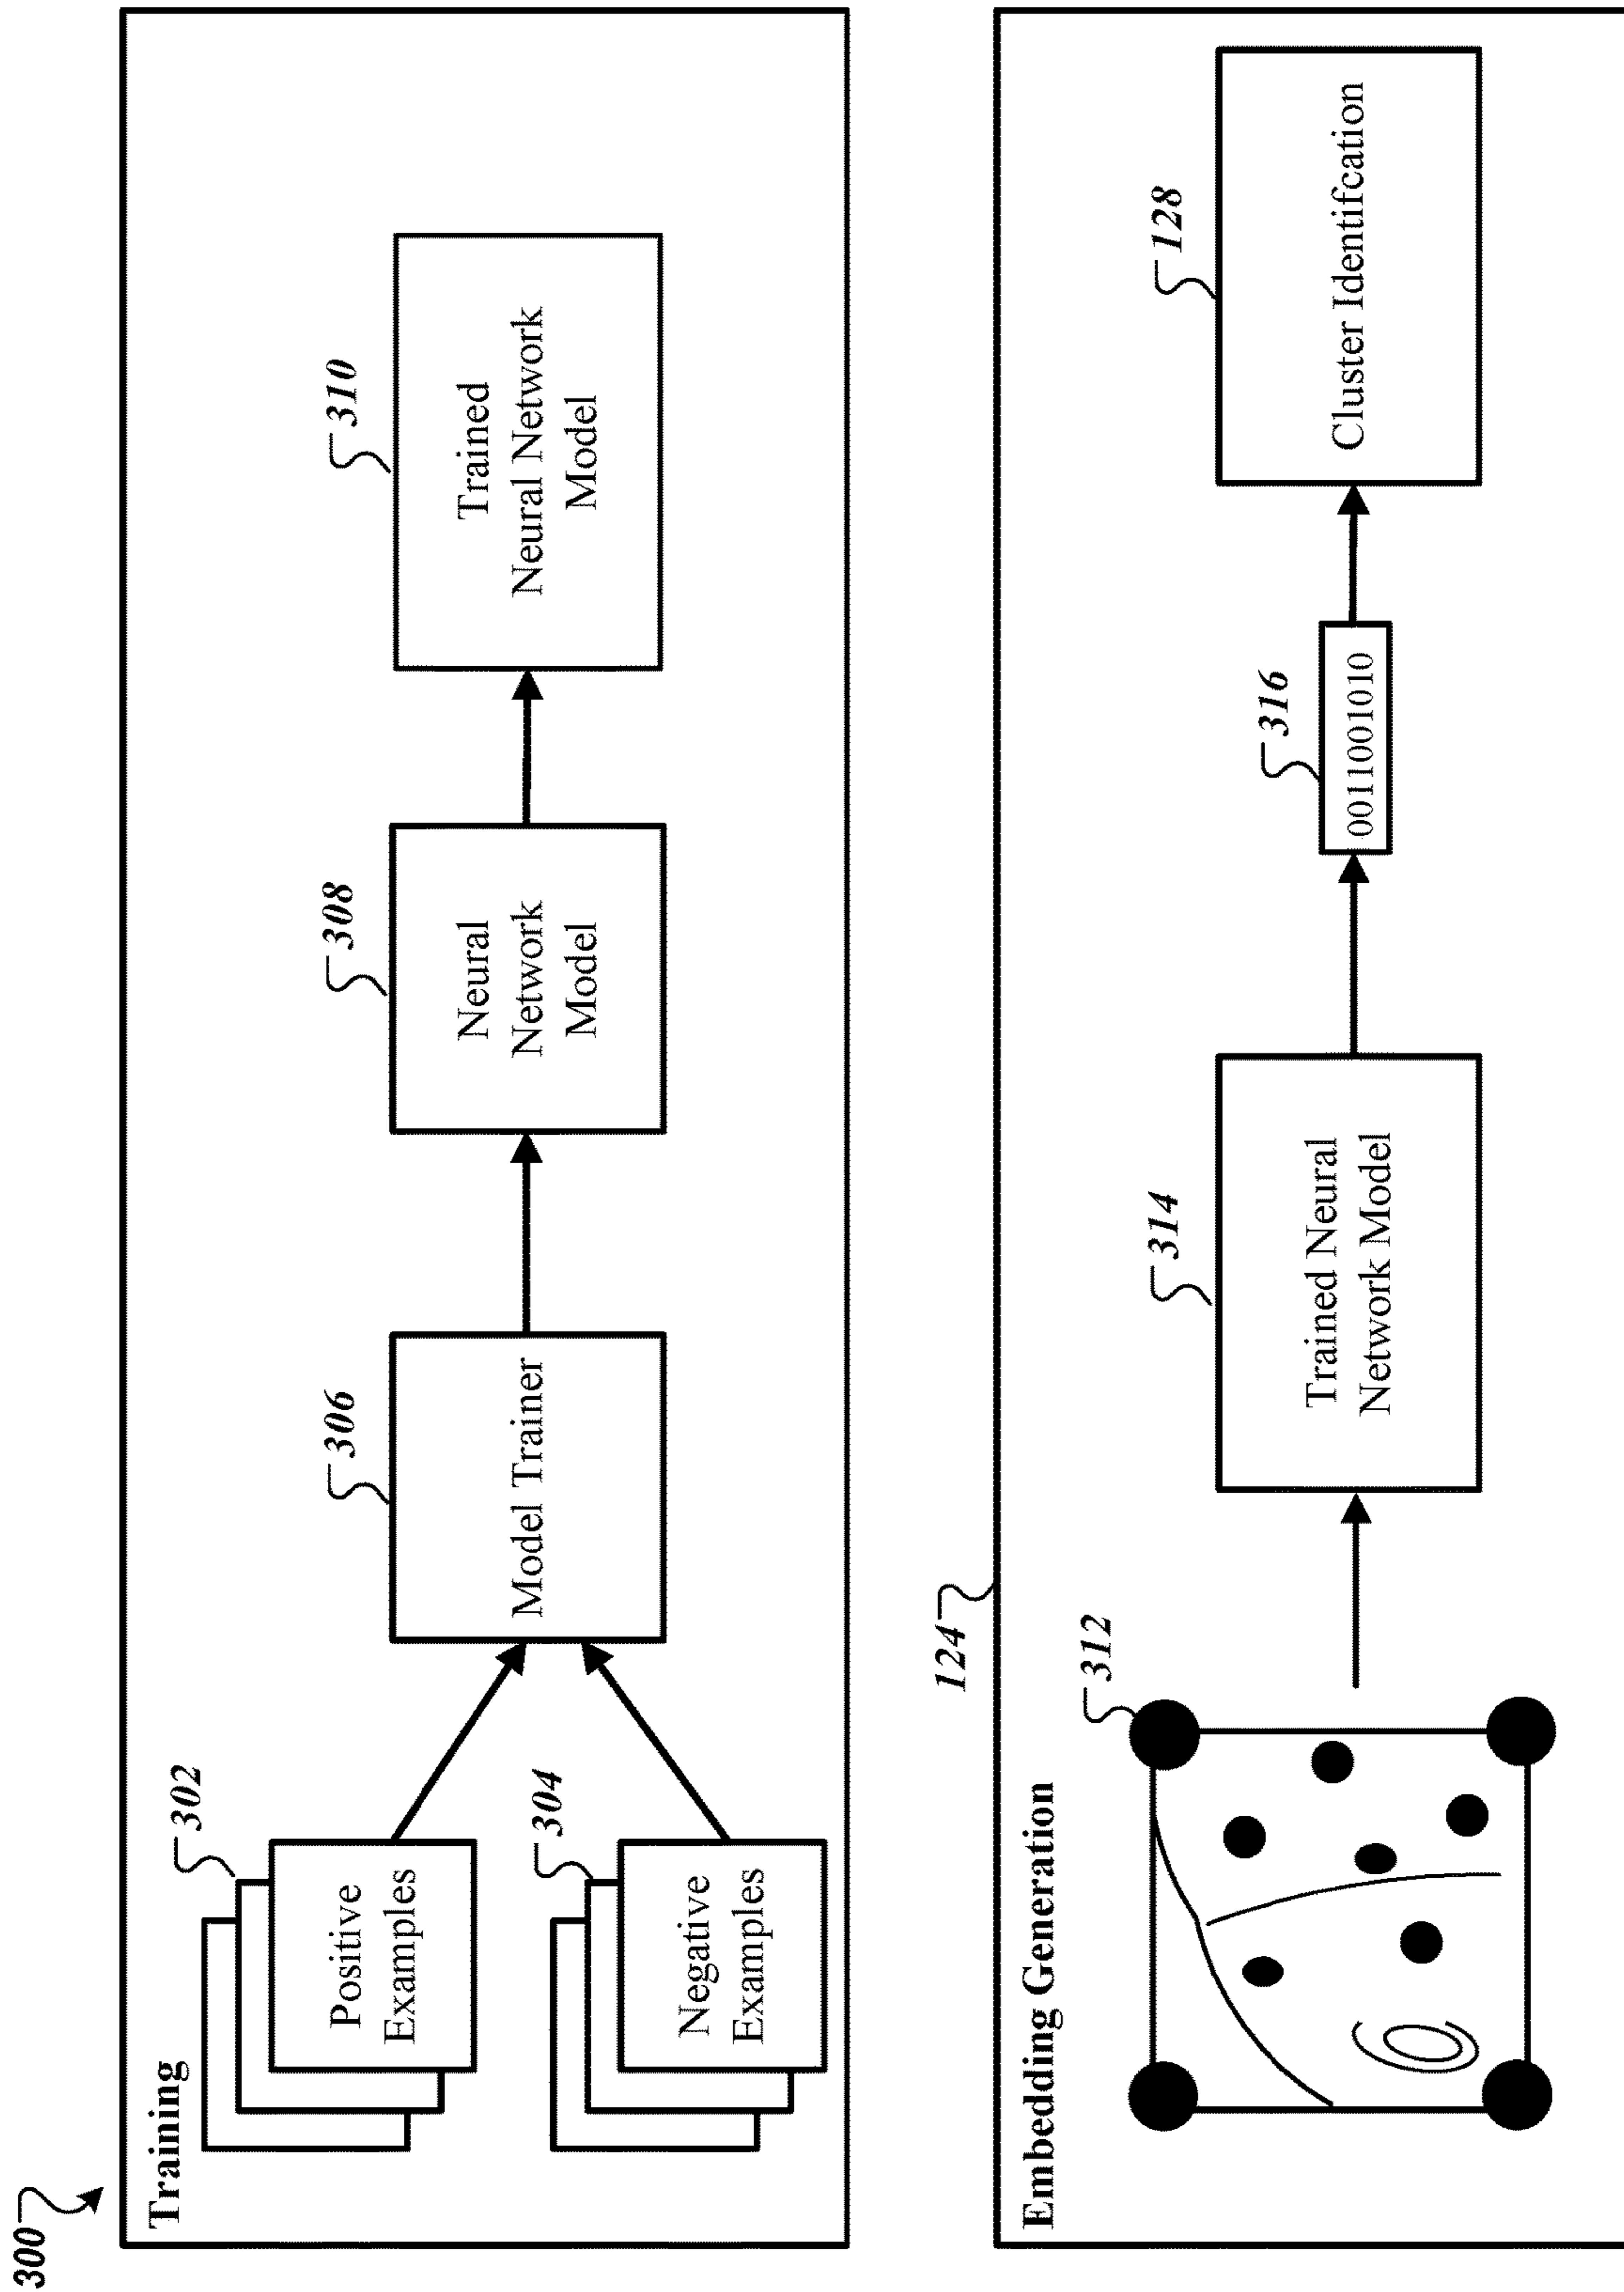 300
Training
302
Positive
Examples
304
Negative
Examples
306
Model Trainer
308
Neural
Network
Model
310
Trained
Neural Network
Model
124
Embedding Generation
312
314
Trained Neural
Network Model
316
0011001010
128
Cluster Identifcation